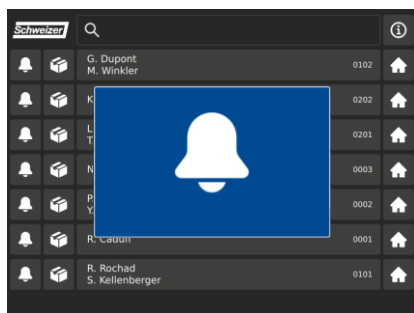 Schweizer
G. Dupont
M. Winkler
0102
K
0202
L
T
0201
N
0003
P
Y.
0002
R. Caduff
0001
R. Rochad
S. Kellenberger
0101